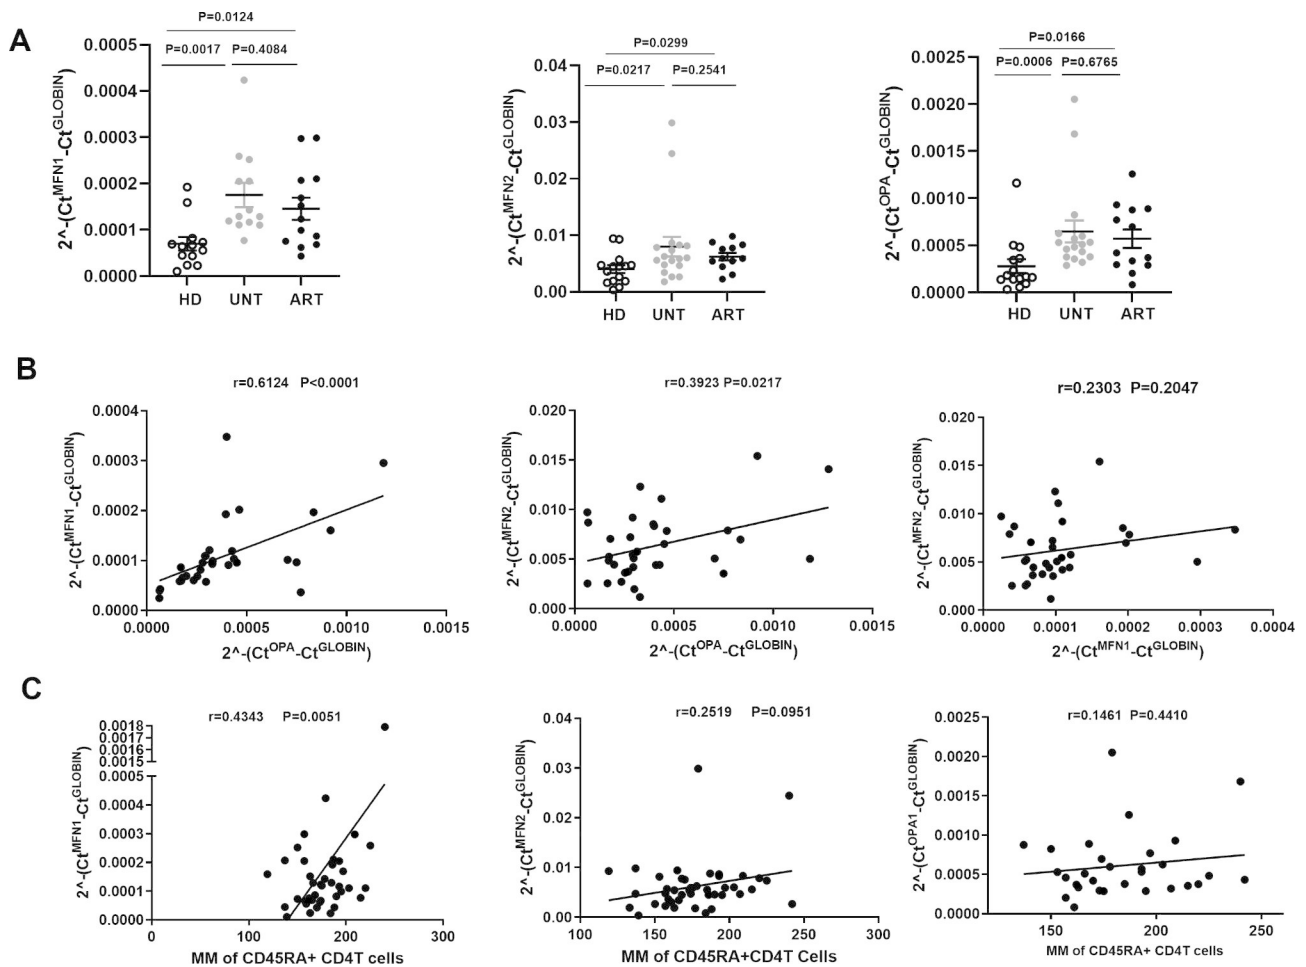 A
P=0.0124
P=0.0017 P=0.4084
2^-(Ct^MFN1-Ct^GLOBIN)
0.0005
0.0004
0.0003
0.0002
0.0001
0.0000
HD UNT ART
P=0.0299
P=0.0217 P=0.2541
2^-(Ct^MFN2-Ct^GLOBIN)
0.04
0.03
0.02
0.010
0.00
HD UNT ART
P=0.0166
P=0.0006 P=0.6765
2^-(Ct^OPA-Ct^GLOBIN)
0.0025
0.0020
0.0015
0.0010
0.0005
0.0000
HD UNT ART
B
r=0.6124 P<0.0001
2^-(Ct^MFN1-Ct^GLOBIN)
0.0004
0.0003
0.0002
0.0001
0.0000
0.0000 0.0005 0.0010 0.0015
2^-(Ct^OPA-Ct^GLOBIN)
r=0.3923 P=0.0217
2^-(Ct^MFN2-Ct^GLOBIN)
0.020
0.015
0.010
0.005
0.000
0.0000 0.0005 0.0010 0.0015
2^-(Ct^OPA-Ct^GLOBIN)
r=0.2303 P=0.2047
2^-(Ct^MFN2-Ct^GLOBIN)
0.020
0.015
0.010
0.005
0.000
0.0000 0.0001 0.0002 0.0003 0.0004
2^-(Ct^MFN1-Ct^GLOBIN)
C
r=0.4343 P=0.0051
2^-(Ct^MFN1-Ct^GLOBIN)
0.0018
0.0017
0.0016
0.0015
0.0005
0.0004
0.0003
0.0002
0.0001
0.0000
0 100 200 300
MM of CD45RA+ CD4T cells
r=0.2519 P=0.0951
2^-(Ct^MFN2-Ct^GLOBIN)
0.04
0.03
0.02
0.010
0.00
100 150 200 250 300
MM of CD45RA+CD4T Cells
r=0.1461 P=0.4410
2^-(Ct^OPA1-Ct^GLOBIN)
0.0025
0.0020
0.0015
0.0010
0.0005
0.0000
150 200 250
MM of CD45RA+ CD4T cells